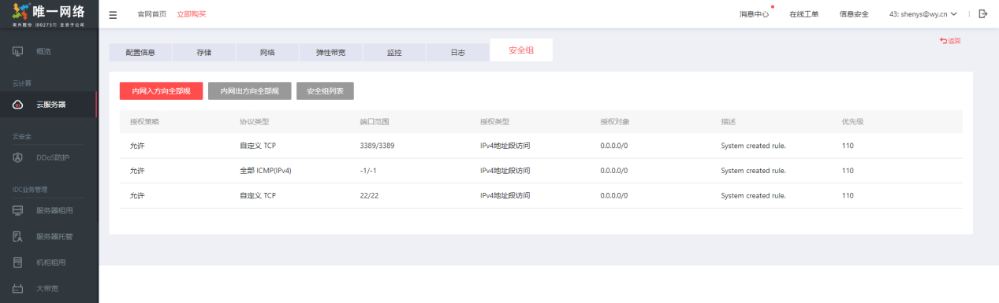 唯一网络
南兴股份 (002757) 全资子公司
官网首页 立即购买
消息中心 在线工单 信息安全 43: shenys@wy.cn
概览
云计算
云服务器
云安全
DDoS防护
IDC业务管理
服务器租用
服务器托管
机柜租用
大带宽
返回
配置信息 存储 网络 弹性带宽 监控 日志 安全组
内网入方向全部规 内网出方向全部规 安全组列表
授权策略 协议类型 端口范围 授权类型 授权对象 描述 优先级
允许 自定义 TCP 3389/3389 IPv4地址段访问 0.0.0.0/0 System created rule. 110
允许 全部 ICMP(IPv4) -1/-1 IPv4地址段访问 0.0.0.0/0 System created rule. 110
允许 自定义 TCP 22/22 IPv4地址段访问 0.0.0.0/0 System created rule. 110